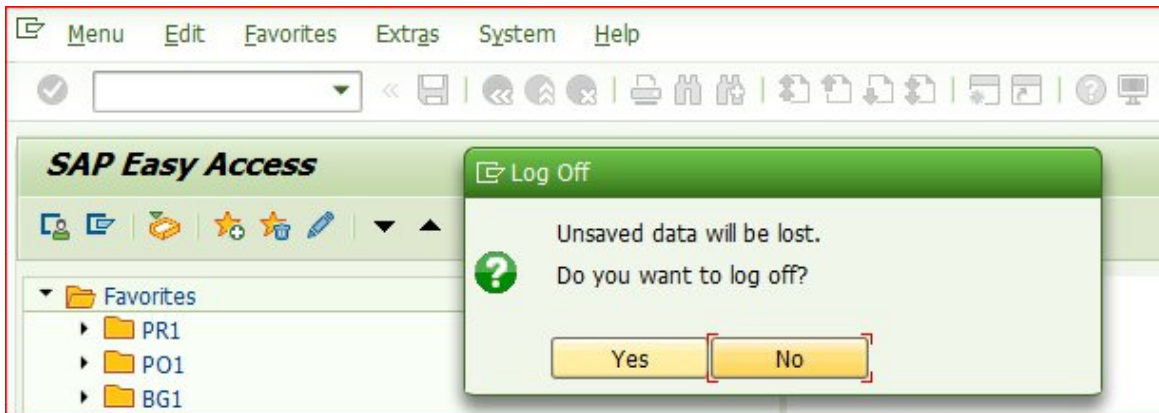 Menu Edit Favorites Extras System Help
SAP Easy Access
Log Off
Unsaved data will be lost.
Do you want to log off?
Yes No
Favorites
PR1
PO1
BG1